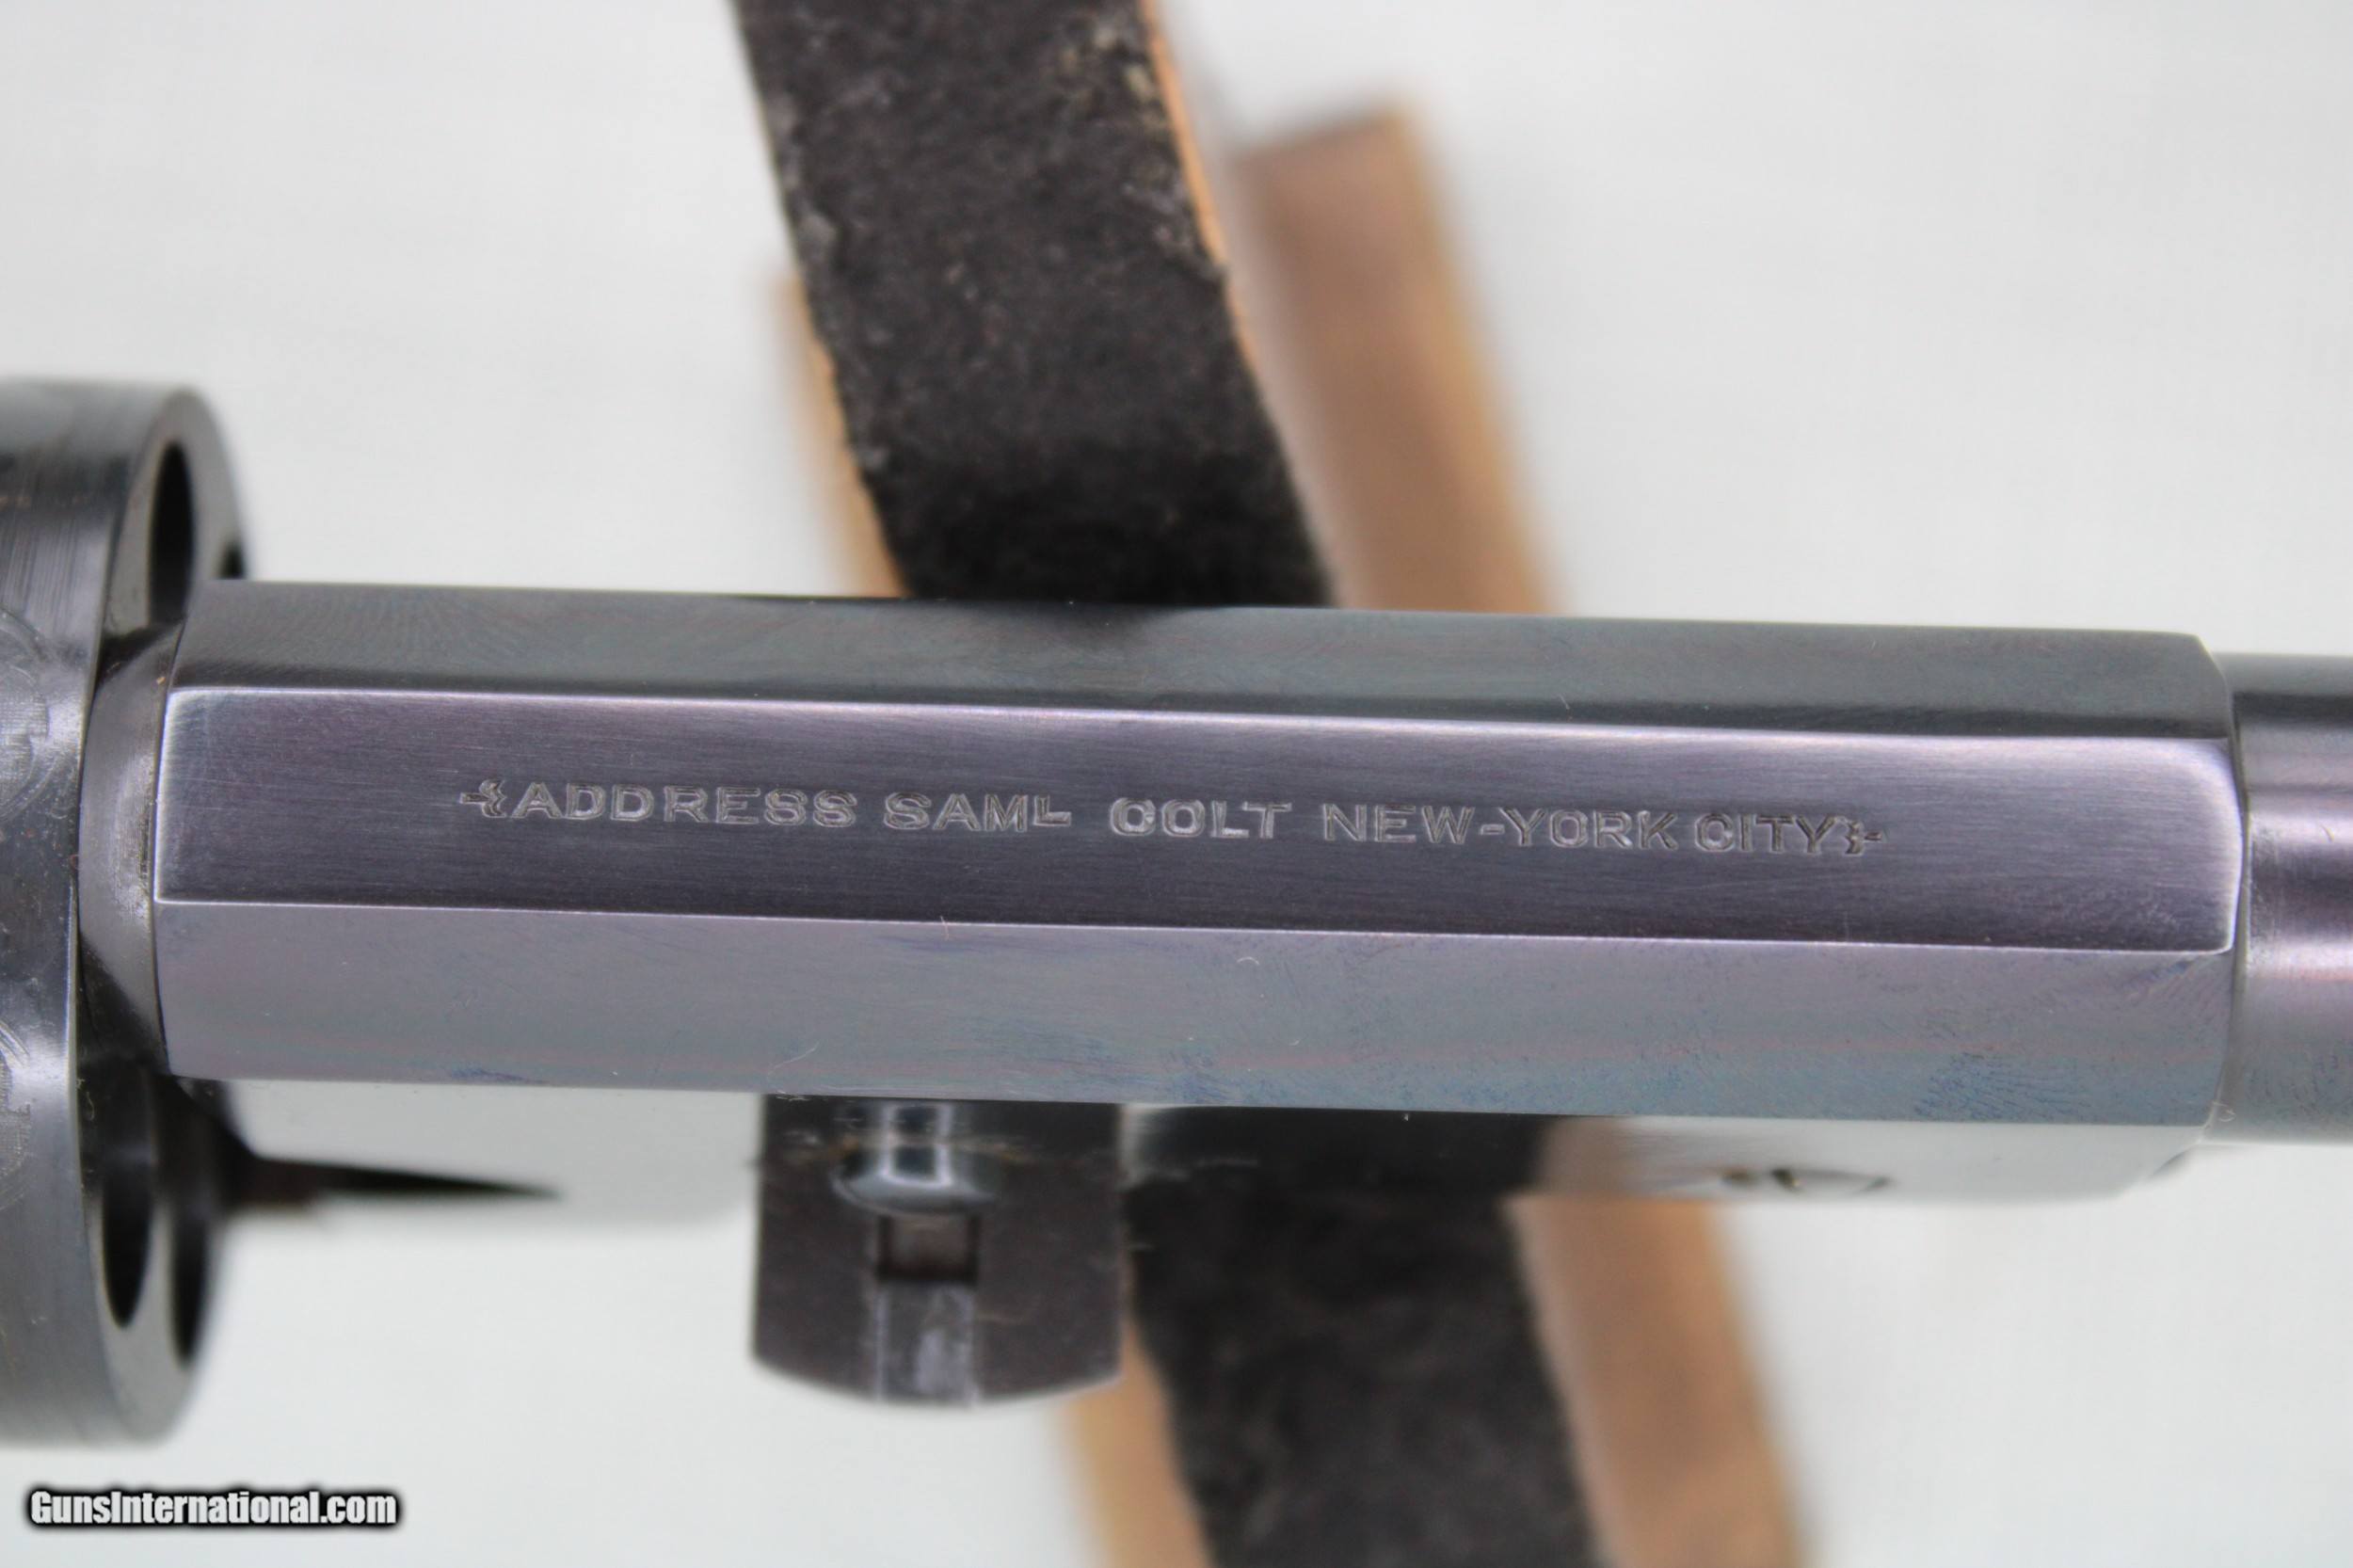 ADDRESS SAML COLT NEW-YORK CITY
GunsInternational.com